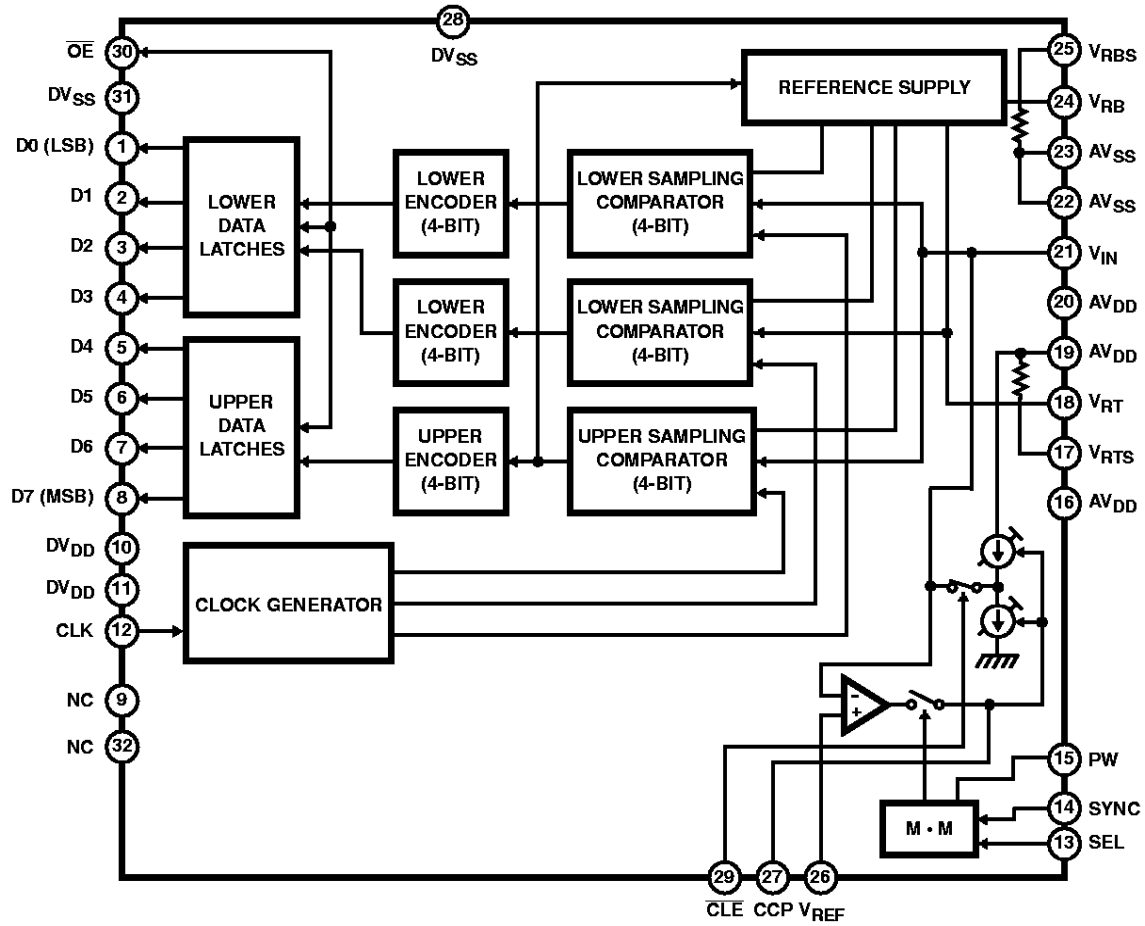 28
DVSS
OE 30
DVSS 31
D0 (LSB) 1
D1 2
D2 3
D3 4
D4 5
D5 6
D6 7
D7 (MSB) 8
DVDD 10
DVDD 11
CLK 12
NC 9
NC 32
LOWER
DATA
LATCHES
UPPER
DATA
LATCHES
CLOCK GENERATOR
LOWER
ENCODER
(4-BIT)
LOWER
ENCODER
(4-BIT)
UPPER
ENCODER
(4-BIT)
LOWER SAMPLING
COMPARATOR
(4-BIT)
LOWER SAMPLING
COMPARATOR
(4-BIT)
UPPER SAMPLING
COMPARATOR
(4-BIT)
REFERENCE SUPPLY
25 VRBS
24 VRB
23 AVSS
22 AVSS
21 VIN
20 AVDD
19 AVDD
18 VRT
17 VRTS
16 AVDD
-
+
M • M
15 PW
14 SYNC
13 SEL
29 27 26
CLE CCP VREF